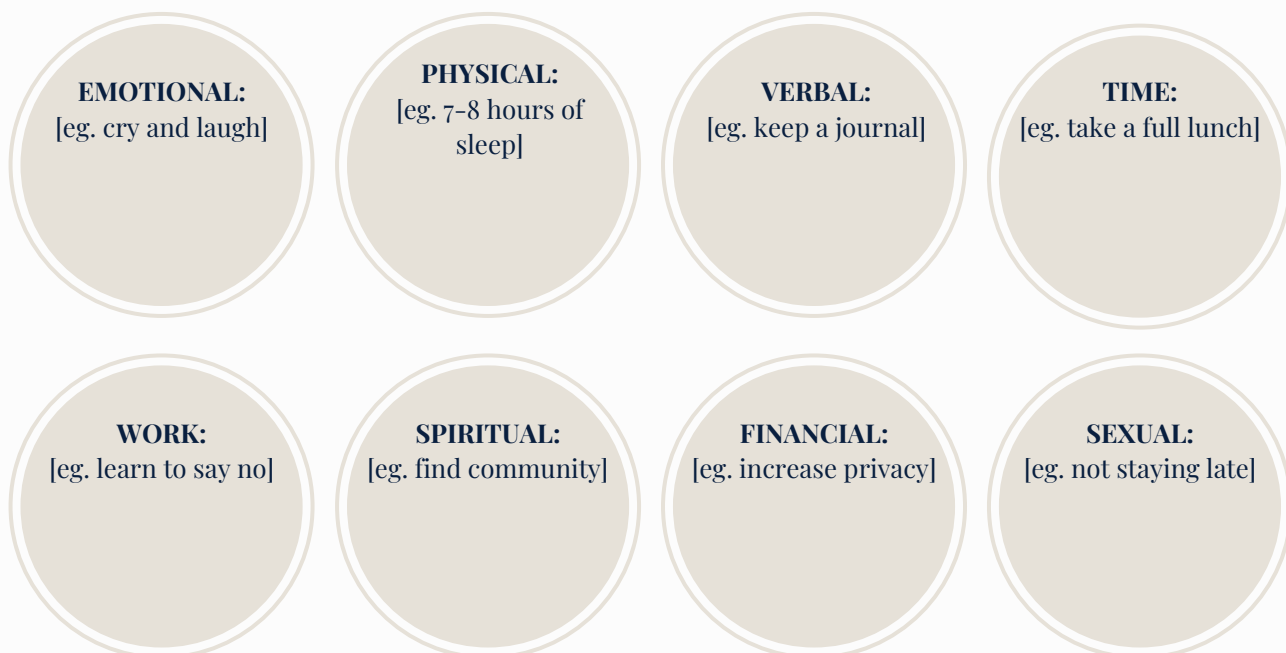 EMOTIONAL:
[eg. cry and laugh]
PHYSICAL:
[eg. 7-8 hours of
sleep]
VERBAL:
[eg. keep a journal]
TIME:
[eg. take a full lunch]
WORK:
[eg. learn to say no]
SPIRITUAL:
[eg. find community]
FINANCIAL:
[eg. increase privacy]
SEXUAL:
[eg. not staying late]